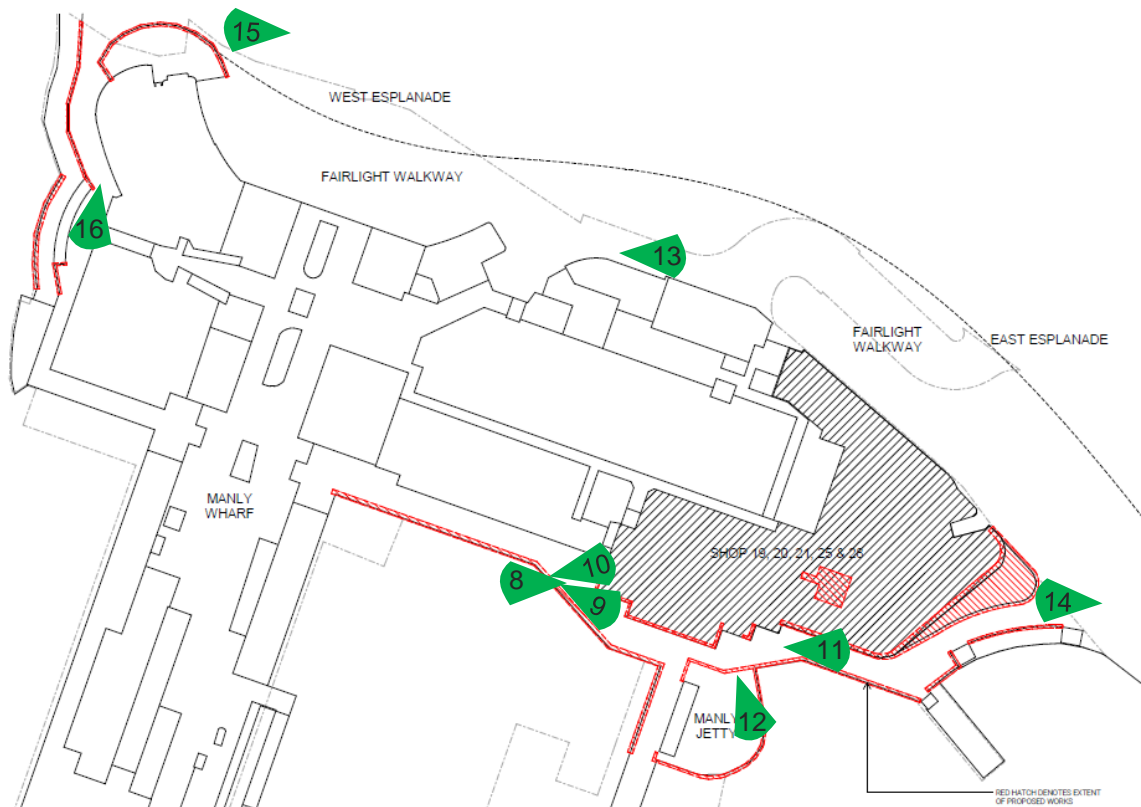 15
WEST ESPLANADE
FAIRLIGHT WALKWAY
16
13
FAIRLIGHT
WALKWAY
EAST ESPLANADE
MANLY
WHARF
SHOP 19, 20, 21, 25 & 26
10
8
9
14
11
MANLY
JETTY
12
RED HATCH DENOTES EXTENT
OF PROPOSED WORKS